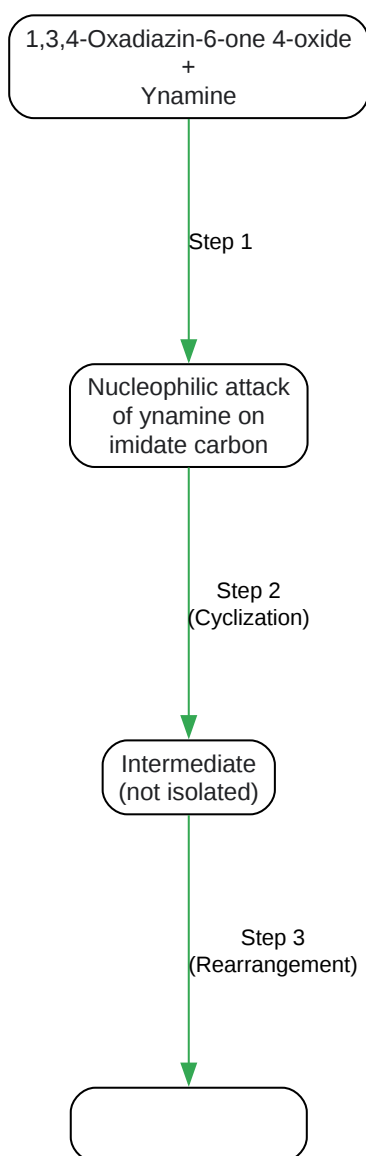 1,3,4-Oxadiazin-6-one 4-oxide
+
Ynamine
Step 1
Nucleophilic attack
of ynamine on
imidate carbon
Step 2
(Cyclization)
Intermediate
(not isolated)
Step 3
(Rearrangement)